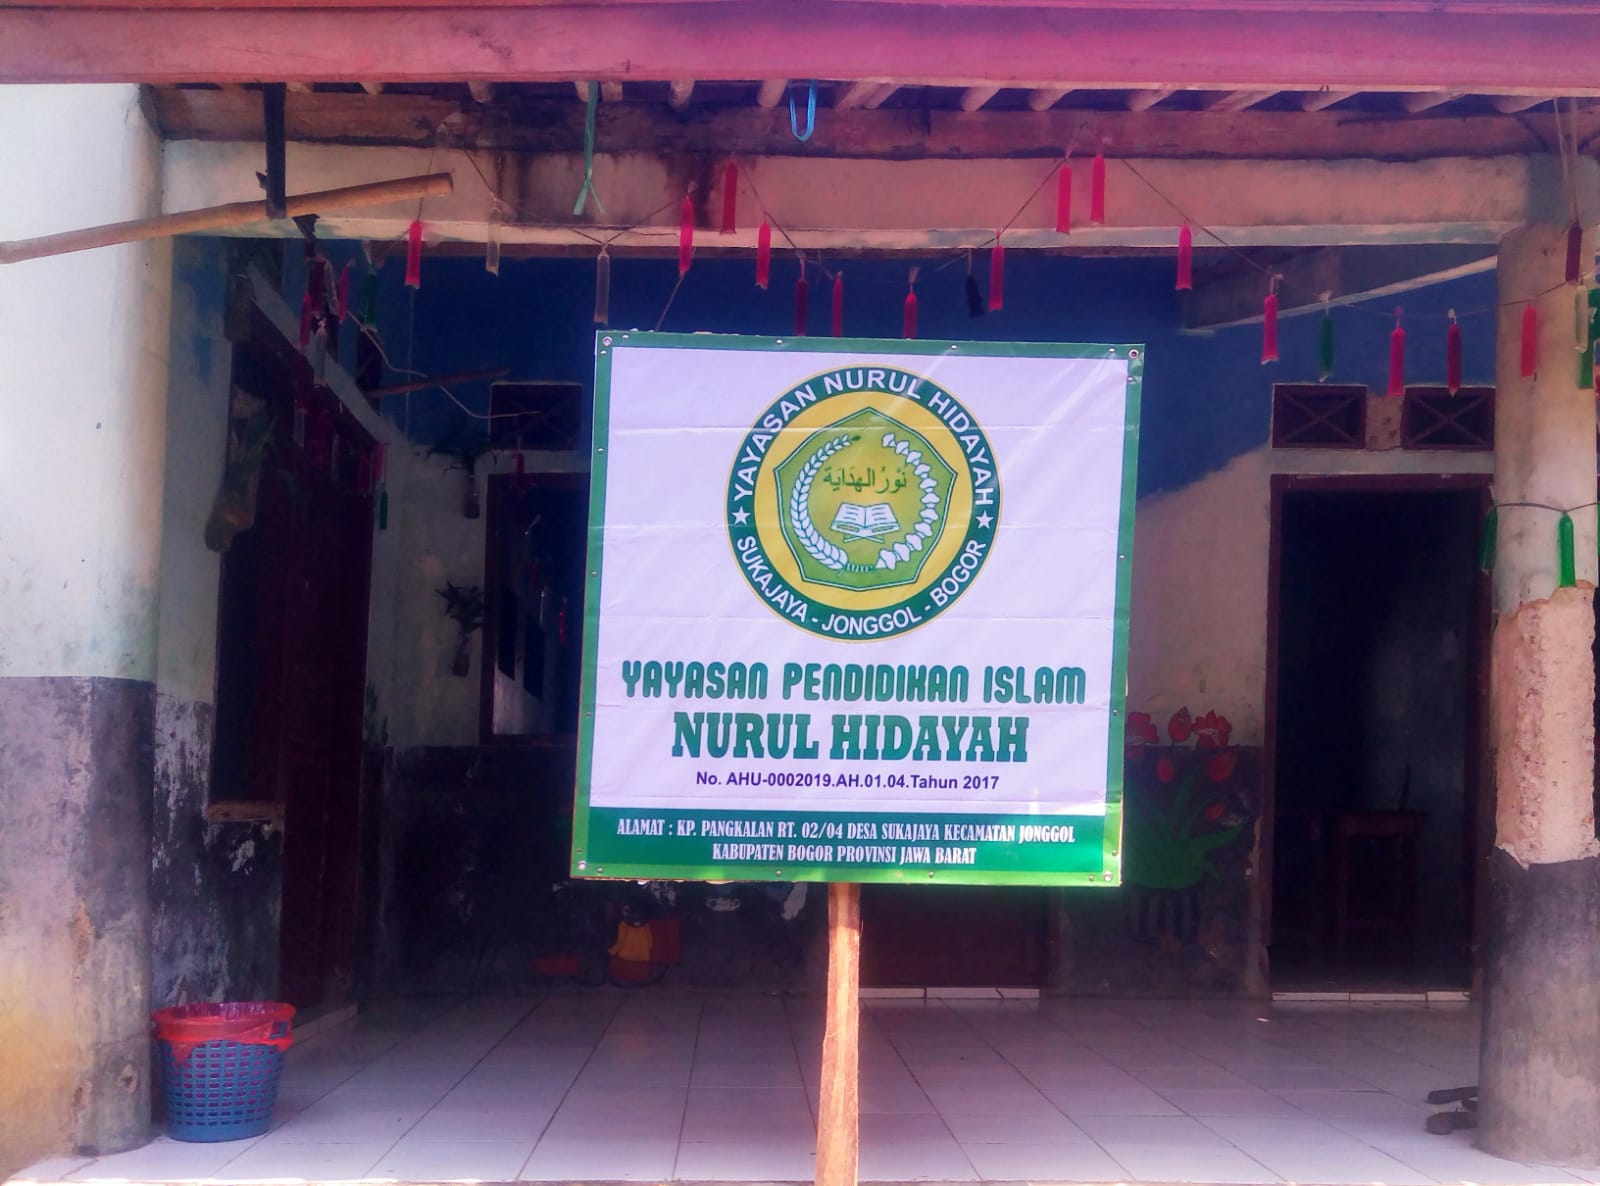 YAYASAN NURUL HIDAYAH
نُوْرُ الهِدَايَة
SUKAJAYA - JONGGOL - BOGOR
YAYASAN PENDIDIKAN ISLAM
NURUL HIDAYAH
No. AHU-0002019.AH.01.04.Tahun 2017
ALAMAT : KP. PANGKALAN RT. 02/04 DESA SUKAJAYA KECAMATAN JONGGOL
KABUPATEN BOGOR PROVINSI JAWA BARAT